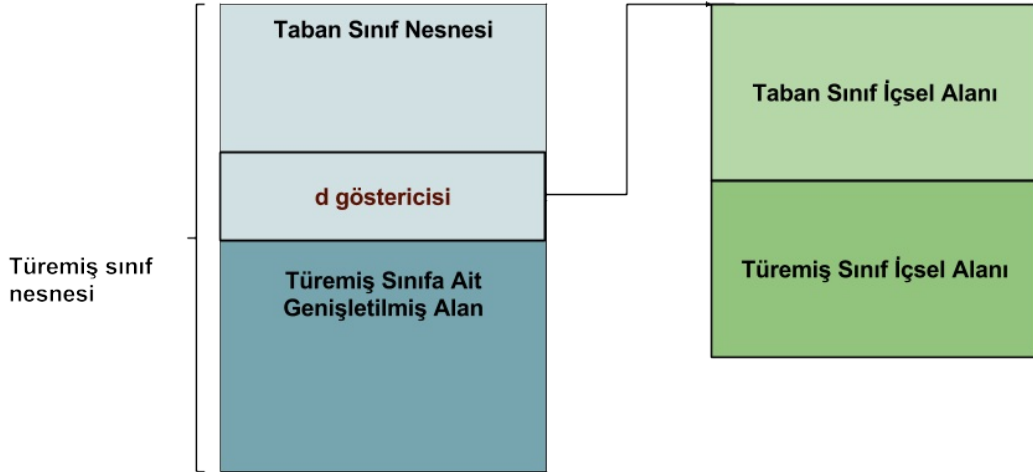 Taban Sınıf Nesnesi
d göstericisi
Türemiş sınıf
nesnesi
Türemiş Sınıfa Ait
Genişletilmiş Alan
Taban Sınıf İçsel Alanı
Türemiş Sınıf İçsel Alanı